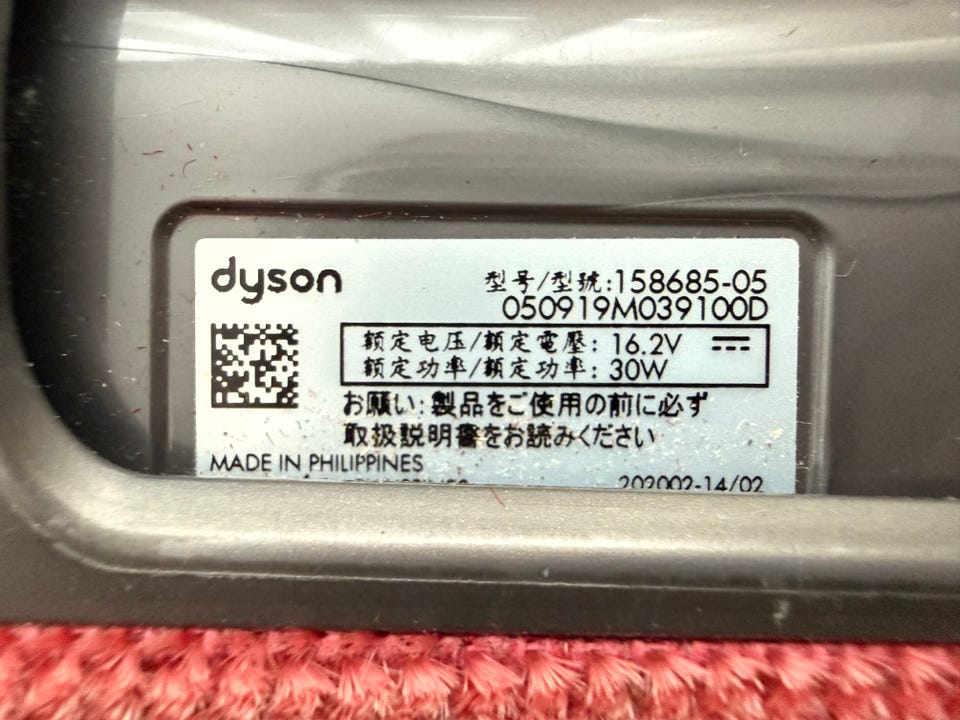 dyson
型号/型號:158685-05
050919M039100D
额定电压/額定電壓: 16.2V
额定功率/額定功率: 30W
お願い: 製品をご使用の前に必ず
取扱説明書をお読みください
MADE IN PHILIPPINES
202002-14/02